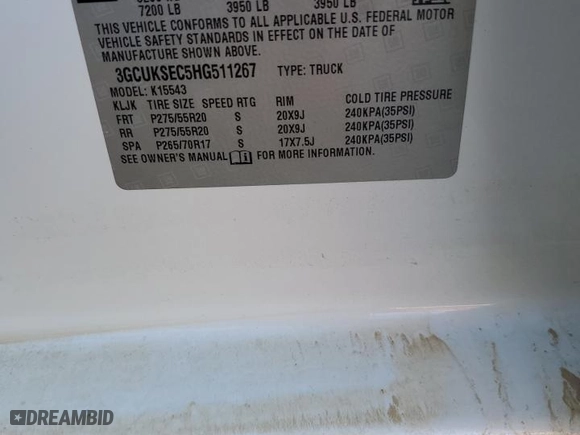 7200 LB 3950 LB 3950 LB
THIS VEHICLE CONFORMS TO ALL APPLICABLE U.S. FEDERAL MOTOR
VEHICLE SAFETY STANDARDS IN EFFECT ON THE DATE OF
MANUFACTURE SHOWN ABOVE.
3GCUKSEC5HG511267 TYPE: TRUCK
MODEL: K15543
KLJK TIRE SIZE SPEED RTG RIM COLD TIRE PRESSURE
FRT P275/55R20 S 20X9J 240KPA(35PSI)
RR P275/55R20 S 20X9J 240KPA(35PSI)
SPA P265/70R17 S 17X7.5J 240KPA(35PSI)
SEE OWNER'S MANUAL FOR MORE INFORMATION.
DREAMBID